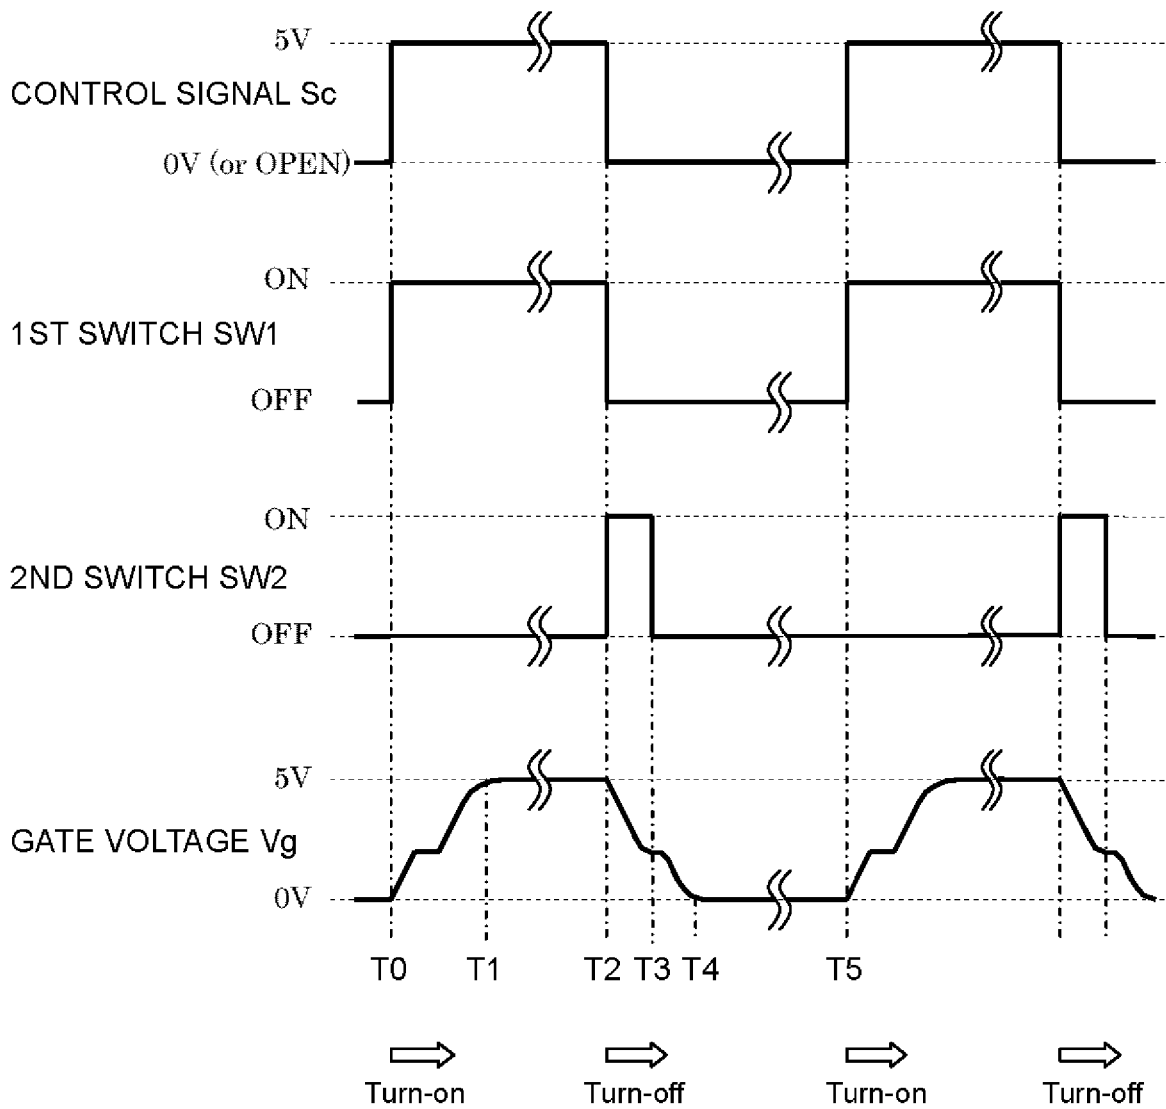 5V
CONTROL SIGNAL Sc
0V (or OPEN)
ON
1ST SWITCH SW1
OFF
ON
2ND SWITCH SW2
OFF
5V
GATE VOLTAGE Vg
0V
T0 T1 T2 T3 T4 T5
Turn-on Turn-off Turn-on Turn-off